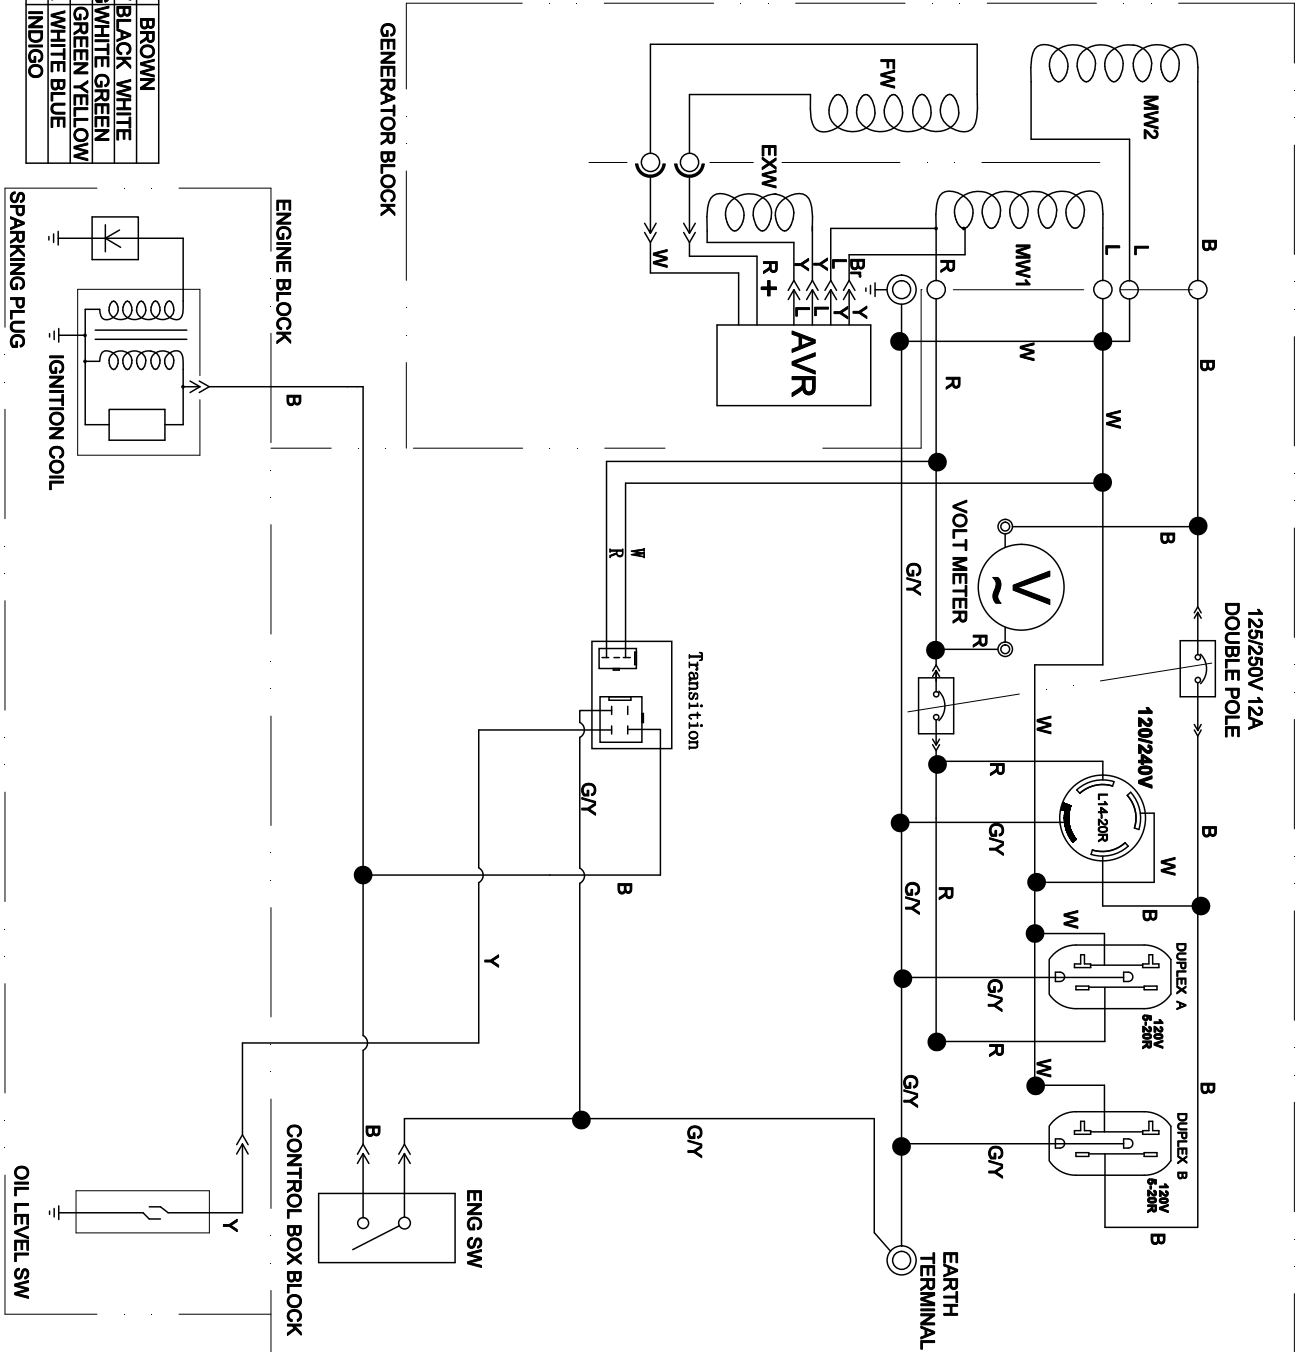 125/250V 12A
DOUBLE POLE
B
B
B
B
DUPLEX A
120V
5-20R
DUPLEX B
120V
5-20R
B
B
W
B
MW2
120/240V
L14-20R
B
L
L
W
W
W
W
MW1
W
V
~
R
G/Y
G/Y
R
G/Y
R
VOLT METER
R
R
R
EARTH
TERMINAL
G/Y
G/Y
G/Y
FW
Br Y
L Y
Y L
Y L
R +
AVR
EXW
Transition
G/Y
W
W
R
B
G/Y
Y
ENG SW
GENERATOR BLOCK
B
B
ENGINE BLOCK
CONTROL BOX BLOCK
Y
BROWN
BLACK WHITE
WHITE GREEN
GREEN YELLOW
WHITE BLUE
INDIGO
IGNITION COIL
SPARKING PLUG
OIL LEVEL SW